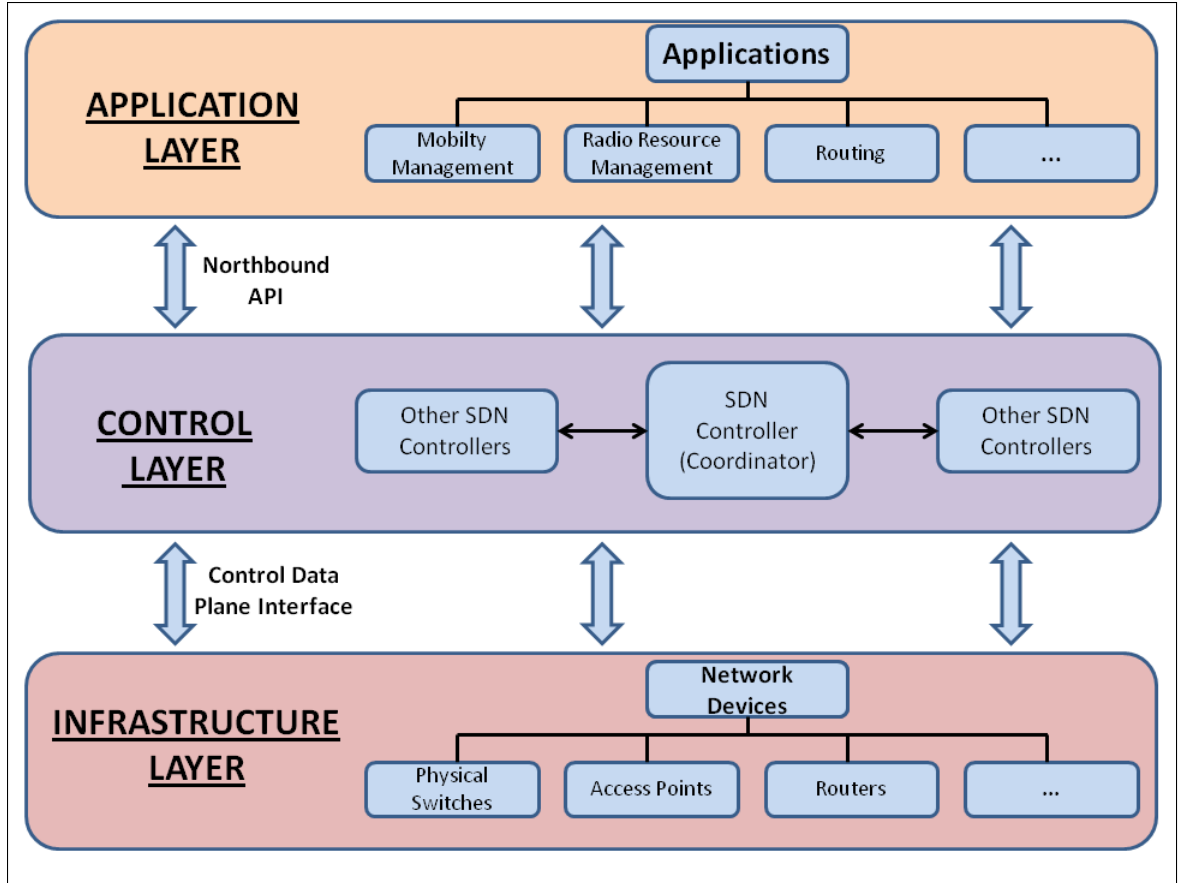 Applications
APPLICATION
LAYER
Mobilty
Management
Radio Resource
Management
Routing
...
Northbound
API
CONTROL
LAYER
Other SDN
Controllers
SDN
Controller
(Coordinator)
Other SDN
Controllers
Control Data
Plane Interface
Network
Devices
INFRASTRUCTURE
LAYER
Physical
Switches
Access Points
Routers
...